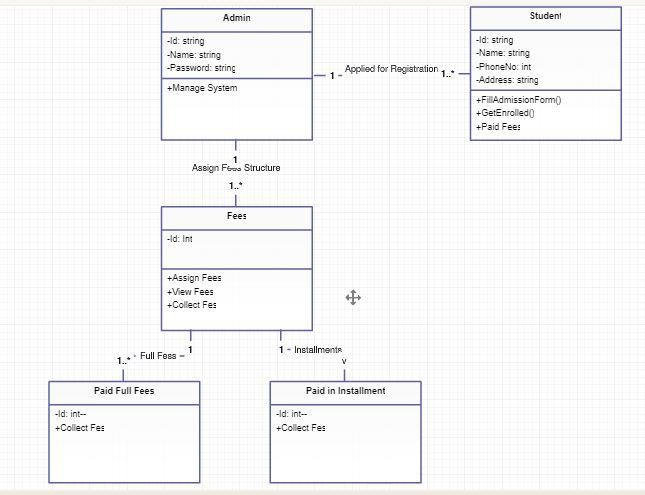 Admin
-Id: string
-Name: string
-Password: string
+Manage System
1 - Applied for Registration 1..*
Student
-Id: string
-Name: string
-PhoneNo: int
-Address: string
+FillAdmissionForm()
+GetEnrolled()
+Paid Fees
1
Assign Fees Structure
1..*
Fees
-Id: Int
+Assign Fees
+View Fees
+Collect Fes
1..* - Full Fess - 1
1 - Installments
v
Paid Full Fees
-Id: int--
+Collect Fes
Paid in Installment
-Id: int--
+Collect Fes